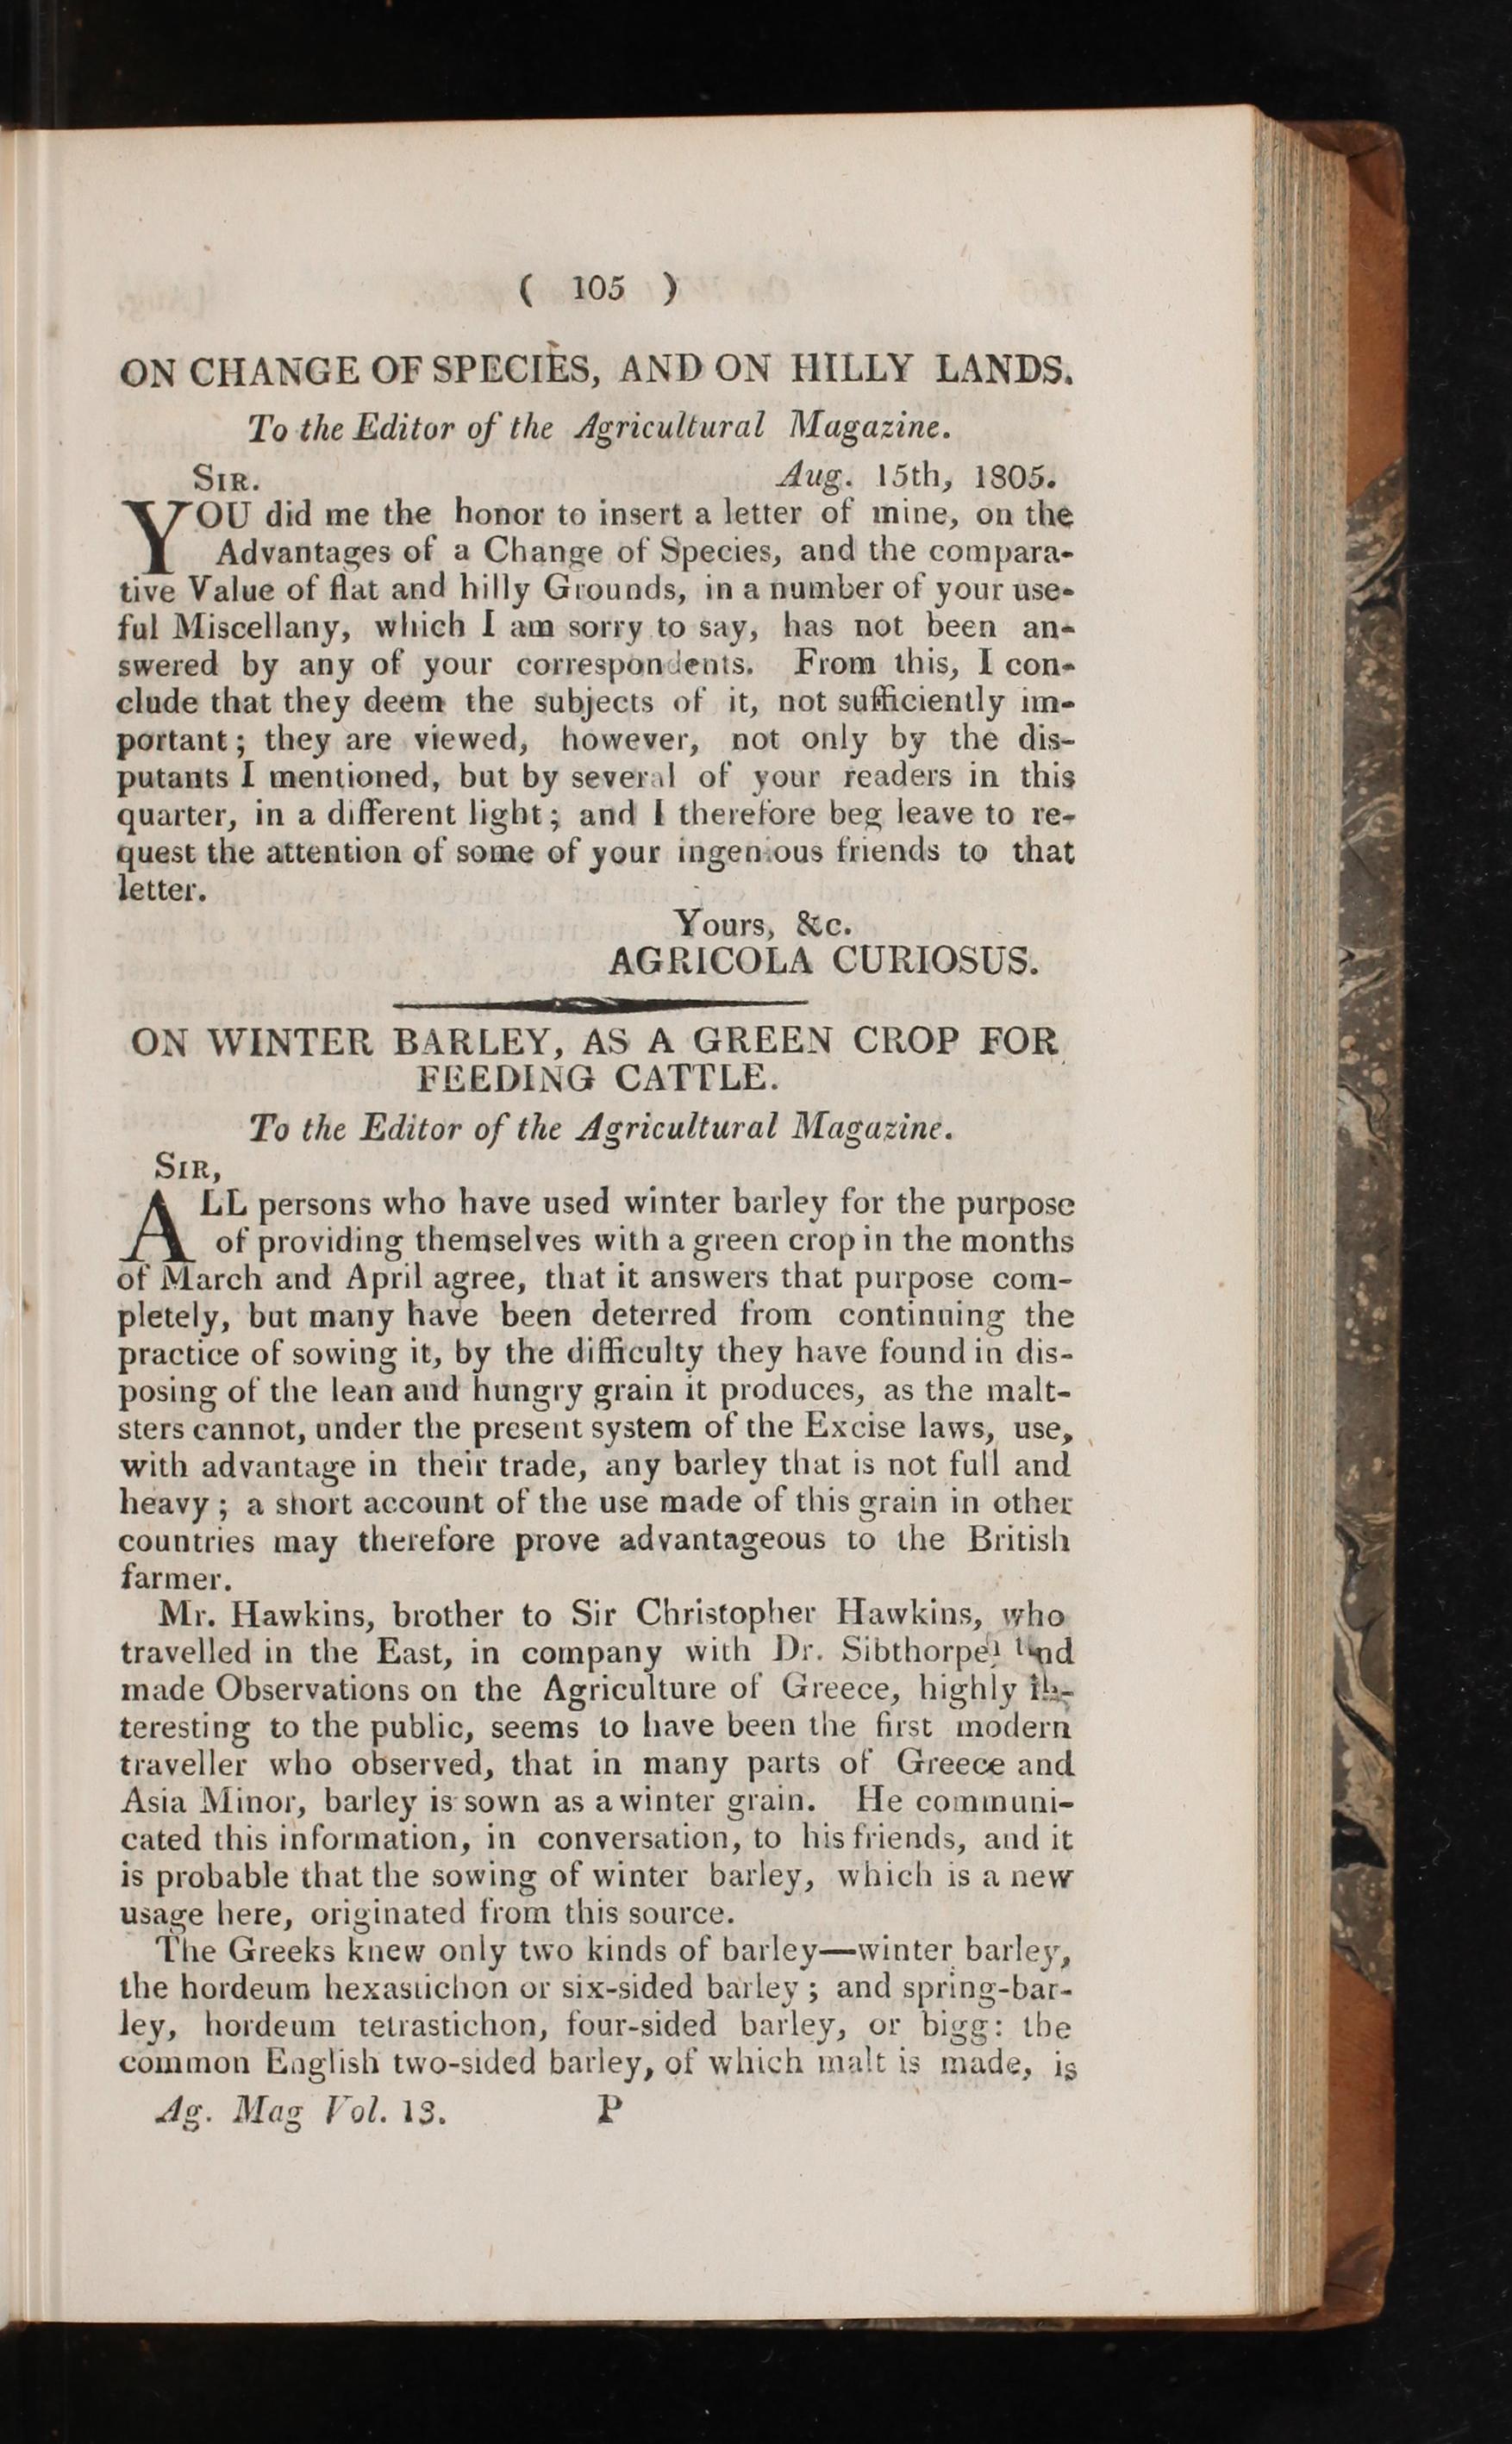 ( 105 )
ON CHANGE OF SPECIES, AND ON HILLY LANDS.
To the Editor of the Agricultural Magazine.
SIR. Aug. 15th, 1805.
YOU did me the honor to insert a letter of mine, on the
Advantages of a Change of Species, and the compara-
tive Value of flat and hilly Grounds, in a number of your use-
ful Miscellany, which I am sorry to say, has not been an-
swered by any of your correspondents. From this, I con-
clude that they deem the subjects of it, not sufficiently im-
portant; they are viewed, however, not only by the dis-
putants I mentioned, but by several of your readers in this
quarter, in a different light; and I therefore beg leave to re-
quest the attention of some of your ingenious friends to that
letter.
Yours, &c.
AGRICOLA CURIOSUS.
ON WINTER BARLEY, AS A GREEN CROP FOR
FEEDING CATTLE.
To the Editor of the Agricultural Magazine.
SIR,
ALL persons who have used winter barley for the purpose
of providing themselves with a green crop in the months
of March and April agree, that it answers that purpose com-
pletely, but many have been deterred from continuing the
practice of sowing it, by the difficulty they have found in dis-
posing of the lean and hungry grain it produces, as the malt-
sters cannot, under the present system of the Excise laws, use,
with advantage in their trade, any barley that is not full and
heavy; a short account of the use made of this grain in other
countries may therefore prove advantageous to the British
farmer.
Mr. Hawkins, brother to Sir Christopher Hawkins, who
travelled in the East, in company with Dr. Sibthorpe
made Observations on the Agriculture of Greece, highly
teresting to the public, seems to have been the first modern
traveller who observed, that in many parts of Greece and
Asia Minor, barley is sown as a winter grain. He communi-
cated this information, in conversation, to his friends, and it
is probable that the sowing of winter barley, which is a new
usage here, originated from this source.
The Greeks knew only two kinds of barley—winter barley,
the hordeum hexastichon or six-sided barley; and spring-bar-
ley, hordeum tetrastichon, four-sided barley, or bigg: the
common English two-sided barley, of which malt is made, is
Ag. Mag Vol. 13. P